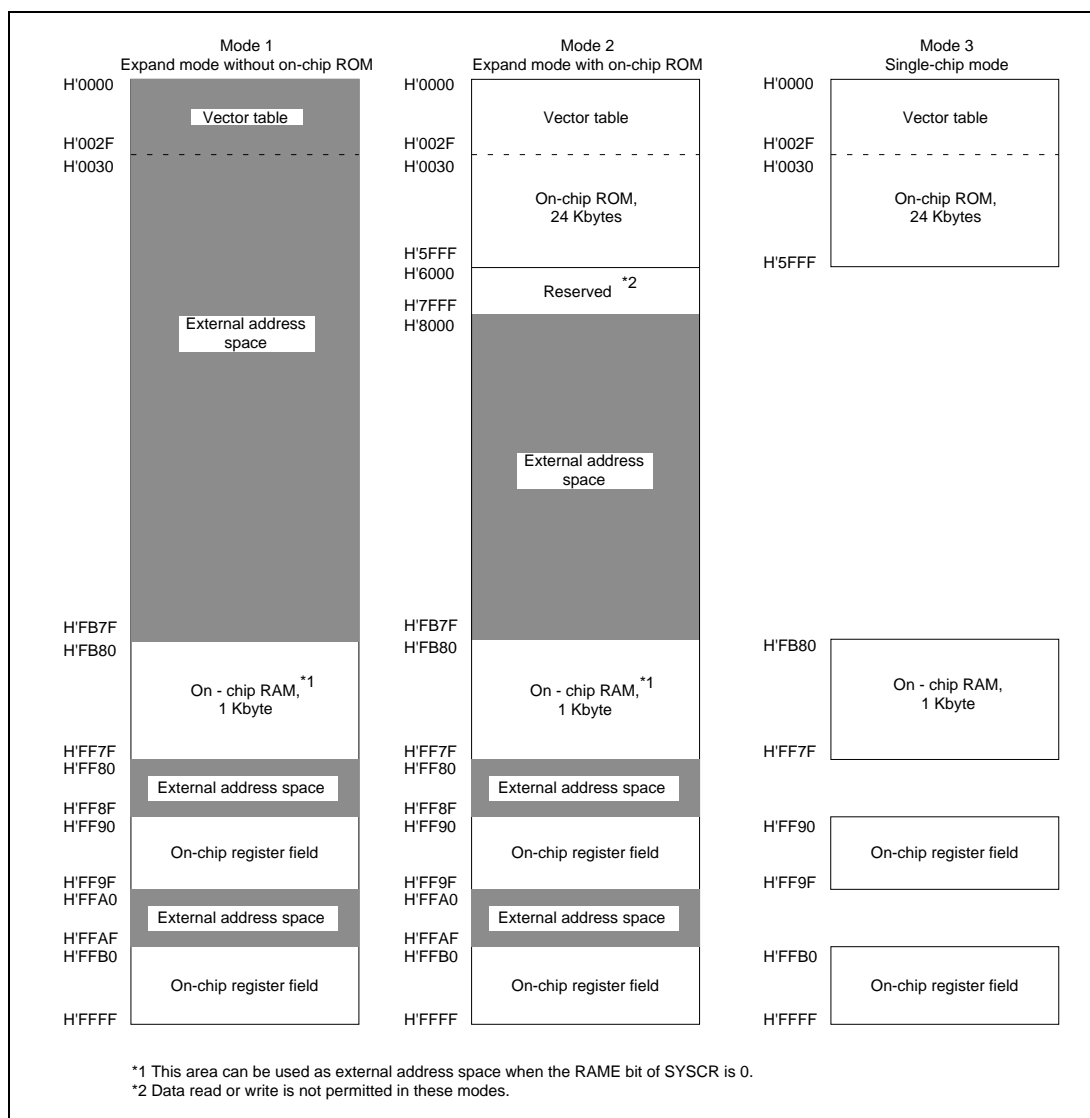 Mode 1
Expand mode without on-chip ROM
H'0000
Vector table
H'002F
H'0030
External address
space
H'FB7F
H'FB80
On - chip RAM,*1
1 Kbyte
H'FF7F
H'FF80
External address space
H'FF8F
H'FF90
On-chip register field
H'FF9F
H'FFA0
External address space
H'FFAF
H'FFB0
On-chip register field
H'FFFF
Mode 2
Expand mode with on-chip ROM
H'0000
Vector table
H'002F
H'0030
On-chip ROM,
24 Kbytes
H'5FFF
H'6000
Reserved *2
H'7FFF
H'8000
External address
space
H'FB7F
H'FB80
On - chip RAM,*1
1 Kbyte
H'FF7F
H'FF80
External address space
H'FF8F
H'FF90
On-chip register field
H'FF9F
H'FFA0
External address space
H'FFAF
H'FFB0
On-chip register field
H'FFFF
Mode 3
Single-chip mode
H'0000
Vector table
H'002F
H'0030
On-chip ROM,
24 Kbytes
H'5FFF
H'FB80
On - chip RAM,
1 Kbyte
H'FF7F
H'FF90
On-chip register field
H'FF9F
H'FFB0
On-chip register field
H'FFFF
*1 This area can be used as external address space when the RAME bit of SYSCR is 0.
*2 Data read or write is not permitted in these modes.